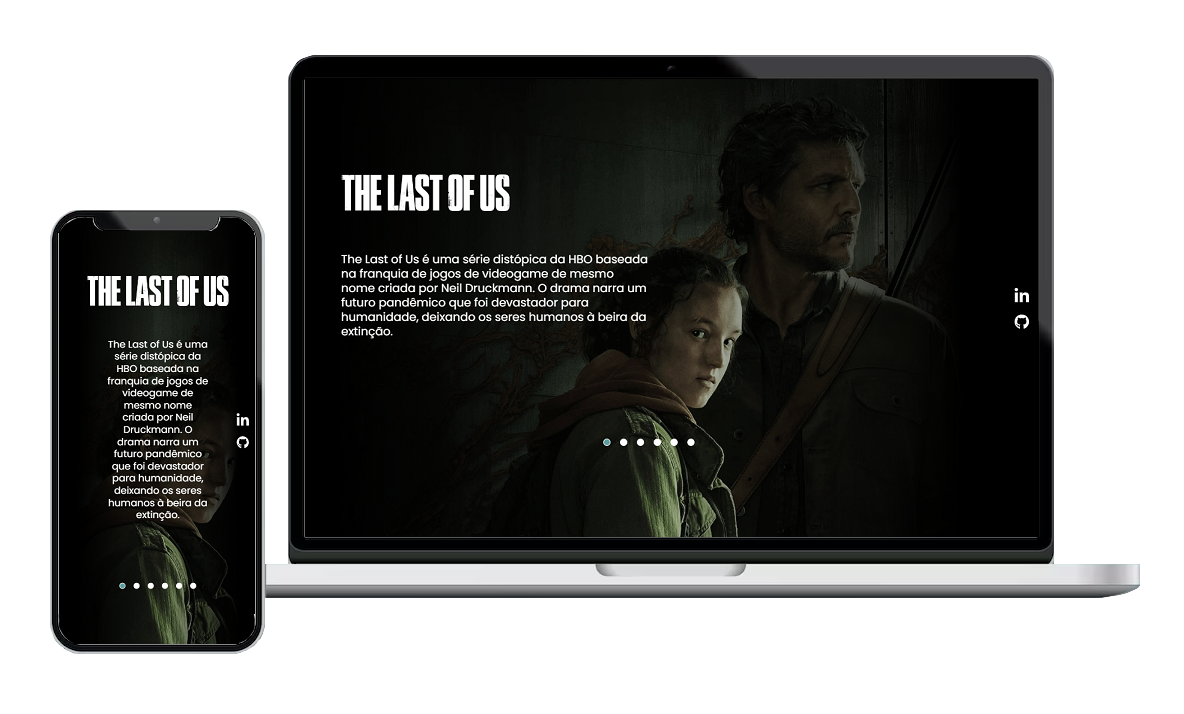 THE LAST OF US
The Last of Us é uma série distópica da HBO baseada
na franquia de jogos de videogame de mesmo
nome criada por Neil Druckmann. O drama narra um
futuro pandêmico que foi devastador para
humanidade, deixando os seres humanos à beira da
extinção.
in
THE LAST OF US
The Last of Us é uma
série distópica da
HBO baseada na
franquia de jogos de
videogame de
mesmo nome
criada por Neil
Druckmann. O
drama narra um
futuro pandêmico
que foi devastador
para humanidade,
deixando os seres
humanos à beira da
extinção.
in